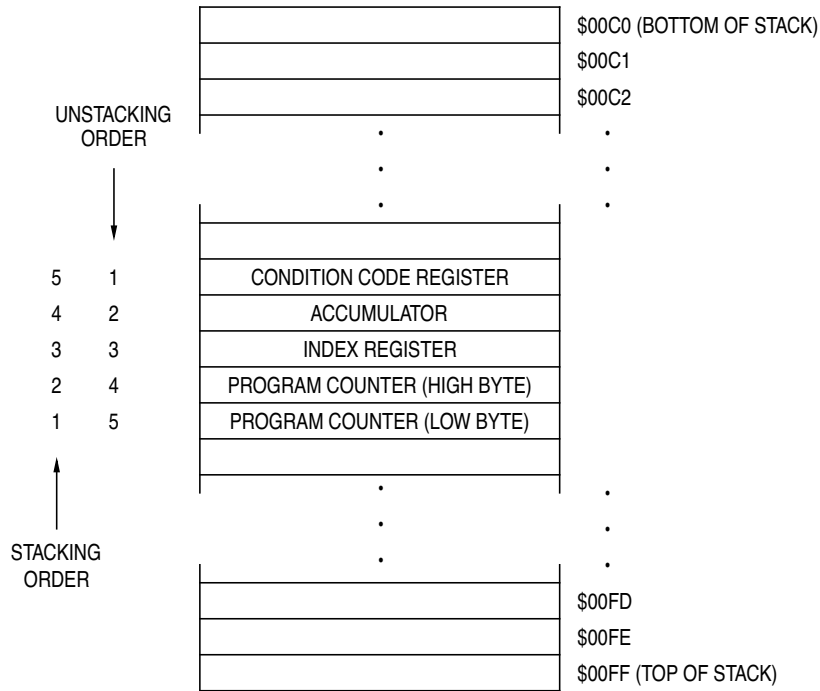 $00C0 (BOTTOM OF STACK)
$00C1
$00C2
UNSTACKING
ORDER
5 1 CONDITION CODE REGISTER
4 2 ACCUMULATOR
3 3 INDEX REGISTER
2 4 PROGRAM COUNTER (HIGH BYTE)
1 5 PROGRAM COUNTER (LOW BYTE)
STACKING
ORDER
$00FD
$00FE
$00FF (TOP OF STACK)